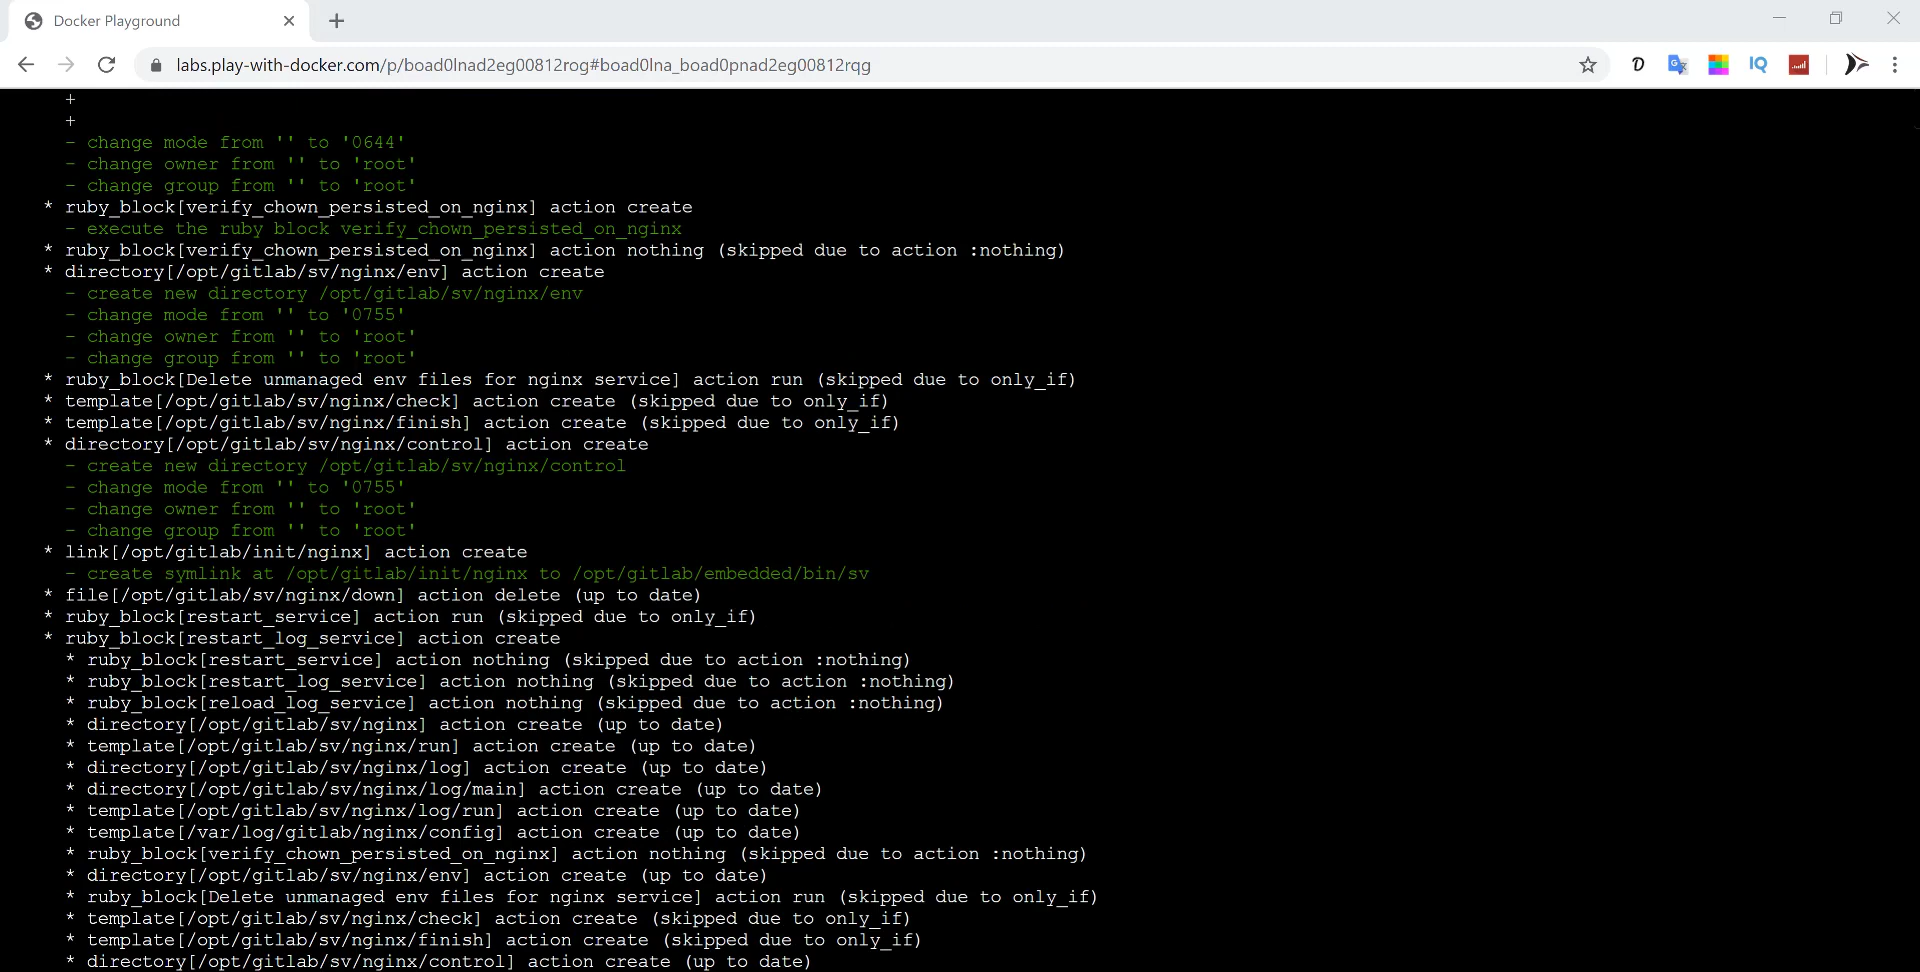 Docker Playground
labs.play-with-docker.com/p/boad0lnad2eg00812rog#boad0lna_boad0pnad2eg00812rqg
D
IQ
+
+
- change mode from '' to '0644'
- change owner from '' to 'root'
- change group from '' to 'root'
* ruby_block[verify_chown_persisted_on_nginx] action create
- execute the ruby block verify_chown_persisted_on_nginx
* ruby_block[verify_chown_persisted_on_nginx] action nothing (skipped due to action :nothing)
* directory[/opt/gitlab/sv/nginx/env] action create
- create new directory /opt/gitlab/sv/nginx/env
- change mode from '' to '0755'
- change owner from '' to 'root'
- change group from '' to 'root'
* ruby_block[Delete unmanaged env files for nginx service] action run (skipped due to only_if)
* template[/opt/gitlab/sv/nginx/check] action create (skipped due to only_if)
* template[/opt/gitlab/sv/nginx/finish] action create (skipped due to only_if)
* directory[/opt/gitlab/sv/nginx/control] action create
- create new directory /opt/gitlab/sv/nginx/control
- change mode from '' to '0755'
- change owner from '' to 'root'
- change group from '' to 'root'
* link[/opt/gitlab/init/nginx] action create
- create symlink at /opt/gitlab/init/nginx to /opt/gitlab/embedded/bin/sv
* file[/opt/gitlab/sv/nginx/down] action delete (up to date)
* ruby_block[restart_service] action run (skipped due to only_if)
* ruby_block[restart_log_service] action create
* ruby_block[restart_service] action nothing (skipped due to action :nothing)
* ruby_block[restart_log_service] action nothing (skipped due to action :nothing)
* ruby_block[reload_log_service] action nothing (skipped due to action :nothing)
* directory[/opt/gitlab/sv/nginx] action create (up to date)
* template[/opt/gitlab/sv/nginx/run] action create (up to date)
* directory[/opt/gitlab/sv/nginx/log] action create (up to date)
* directory[/opt/gitlab/sv/nginx/log/main] action create (up to date)
* template[/opt/gitlab/sv/nginx/log/run] action create (up to date)
* template[/var/log/gitlab/nginx/config] action create (up to date)
* ruby_block[verify_chown_persisted_on_nginx] action nothing (skipped due to action :nothing)
* directory[/opt/gitlab/sv/nginx/env] action create (up to date)
* ruby_block[Delete unmanaged env files for nginx service] action run (skipped due to only_if)
* template[/opt/gitlab/sv/nginx/check] action create (skipped due to only_if)
* template[/opt/gitlab/sv/nginx/finish] action create (skipped due to only_if)
* directory[/opt/gitlab/sv/nginx/control] action create (up to date)